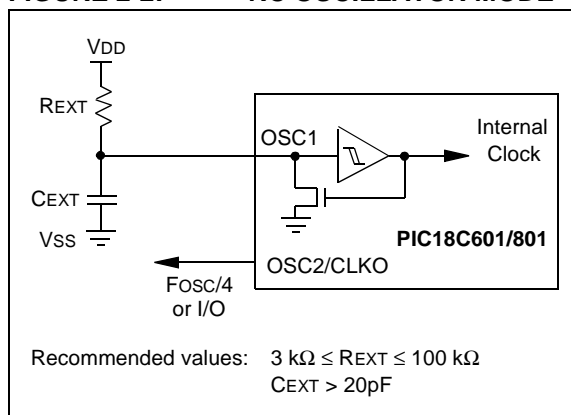 FIGURE 2-2: RC OSCILLATOR MODE
VDD
REXT
OSC1
Internal
Clock
CEXT
VSS
PIC18C601/801
OSC2/CLKO
FOSC/4
or I/O
Recommended values: 3 kΩ ≤ REXT ≤ 100 kΩ
CEXT > 20pF